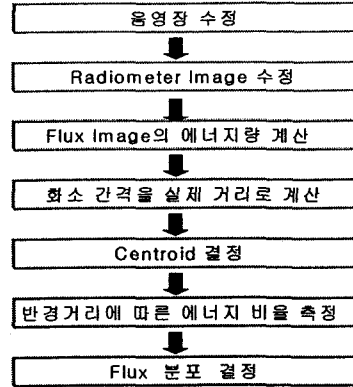 음영장 수정
Radiometer Image 수정
Flux Image의 에너지량 계산
화소 간격을 실제 거리로 계산
Centroid 결정
반경거리에 따른 에너지 비율 측정
Flux 분포 결정